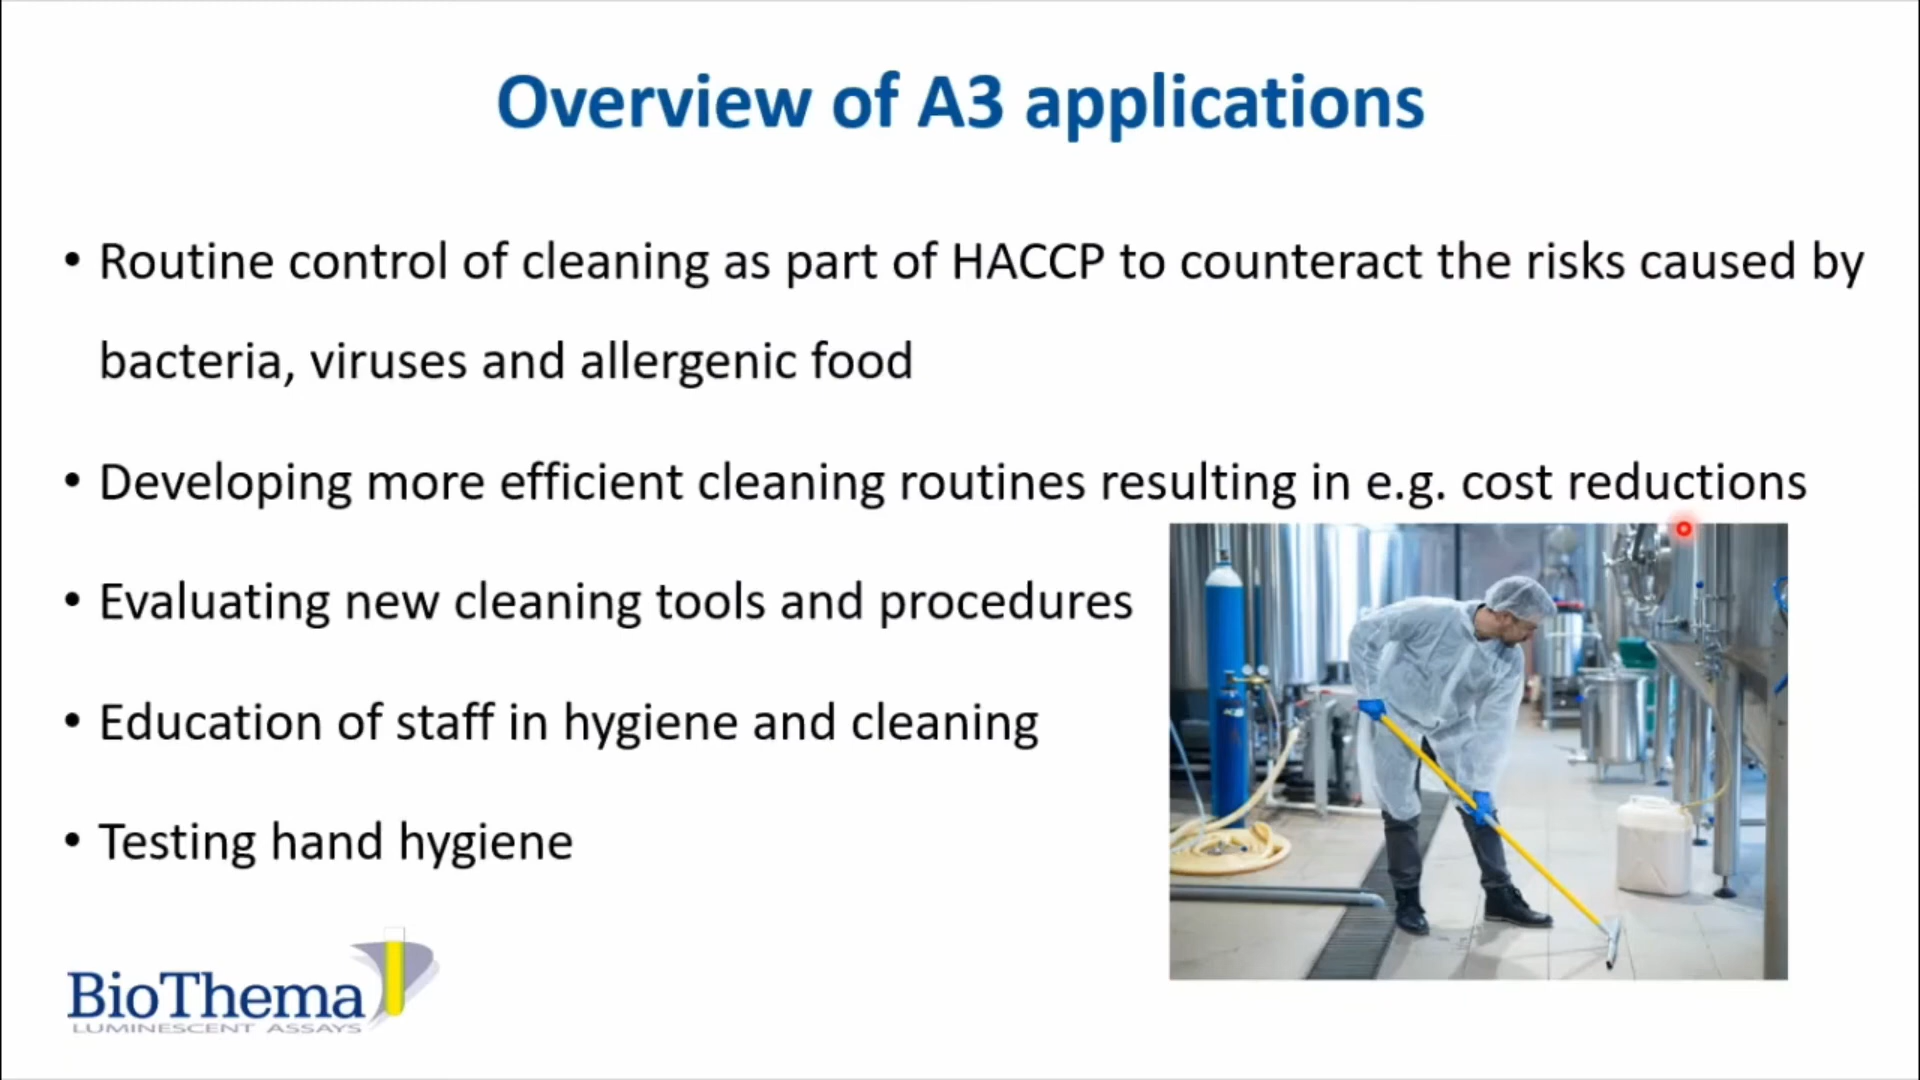 Overview of A3 applications
• Routine control of cleaning as part of HACCP to counteract the risks caused by
bacteria, viruses and allergenic food
• Developing more efficient cleaning routines resulting in e.g. cost reductions
• Evaluating new cleaning tools and procedures
• Education of staff in hygiene and cleaning
• Testing hand hygiene
BioThema
LUMINESCENT ASSAYS